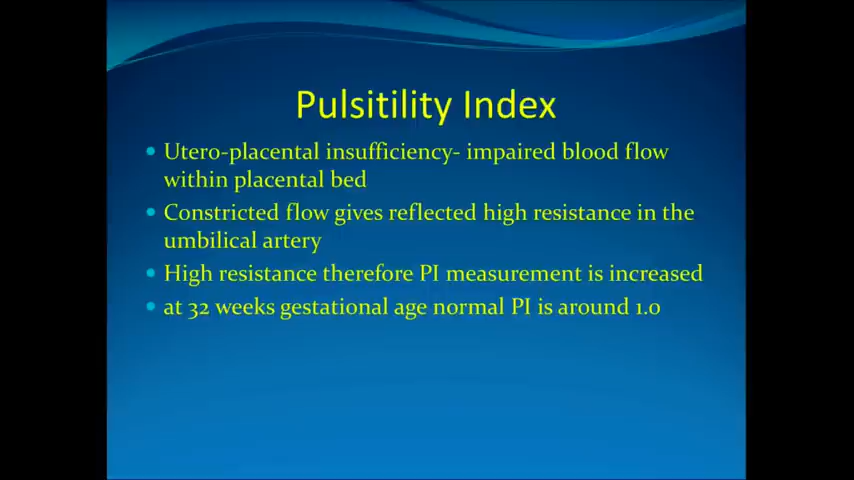 Pulsitility Index
Utero-placental insufficiency- impaired blood flow
within placental bed
Constricted flow gives reflected high resistance in the
umbilical artery
High resistance therefore PI measurement is increased
at 32 weeks gestational age normal PI is around 1.0